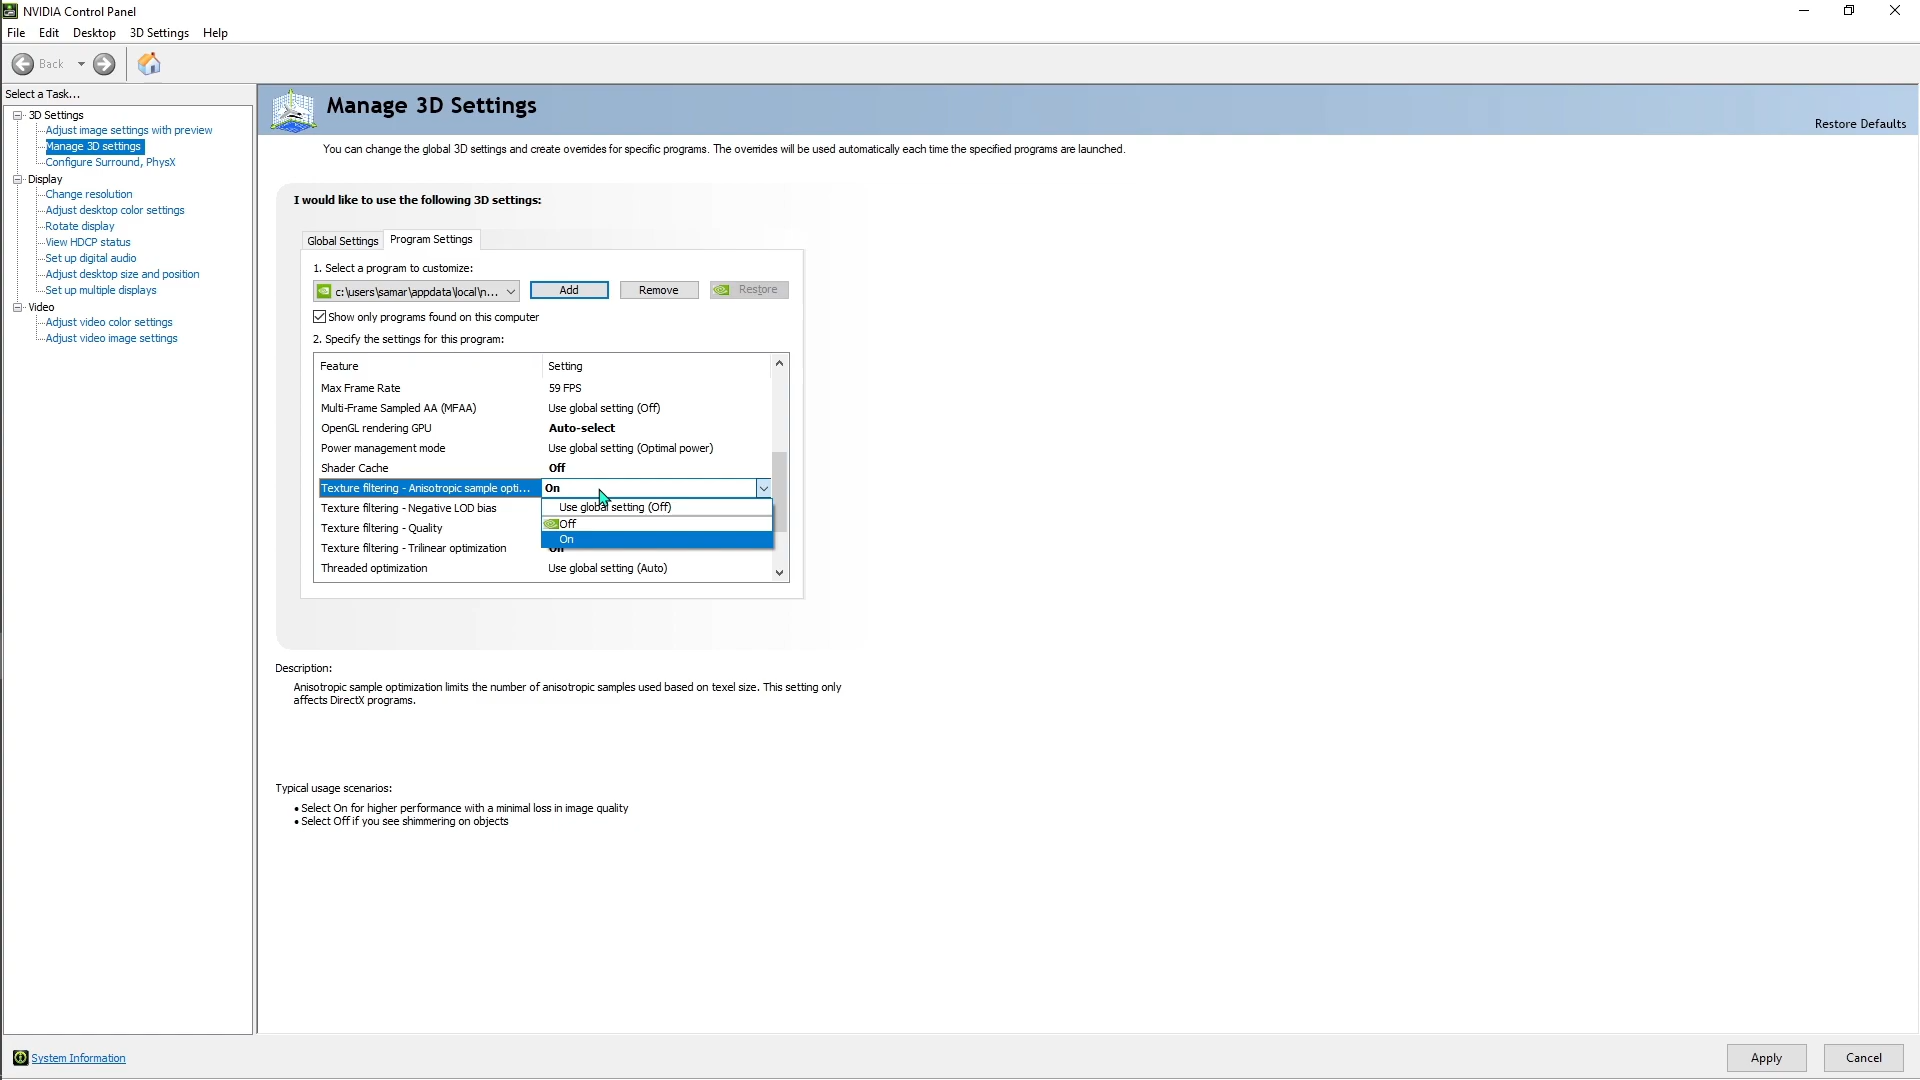 NVIDIA Control Panel
File Edit Desktop 3D Settings Help
Back
Select a Task...
3D Settings
Adjust image settings with preview
Manage 3D settings
Configure Surround, PhysX
Display
Change resolution
Adjust desktop color settings
Rotate display
View HDCP status
Set up digital audio
Adjust desktop size and position
Set up multiple displays
Video
Adjust video color settings
Adjust video image settings
Manage 3D Settings
Restore Defaults
You can change the global 3D settings and create overrides for specific programs. The overrides will be used automatically each time the specified programs are launched.
I would like to use the following 3D settings:
Global Settings Program Settings
1. Select a program to customize:
c:\users\samar\appdata\local\n... Add Remove Restore
Show only programs found on this computer
2. Specify the settings for this program:
Feature Setting
Max Frame Rate 59 FPS
Multi-Frame Sampled AA (MFAA) Use global setting (Off)
OpenGL rendering GPU Auto-select
Power management mode Use global setting (Optimal power)
Shader Cache Off
Texture filtering - Anisotropic sample opti... On
Texture filtering - Negative LOD bias Use global setting (Off)
Texture filtering - Quality Off
On
Texture filtering - Trilinear optimization
Threaded optimization Use global setting (Auto)
Description:
Anisotropic sample optimization limits the number of anisotropic samples used based on texel size. This setting only
affects DirectX programs.
Typical usage scenarios:
• Select On for higher performance with a minimal loss in image quality
• Select Off if you see shimmering on objects
System Information
Apply Cancel